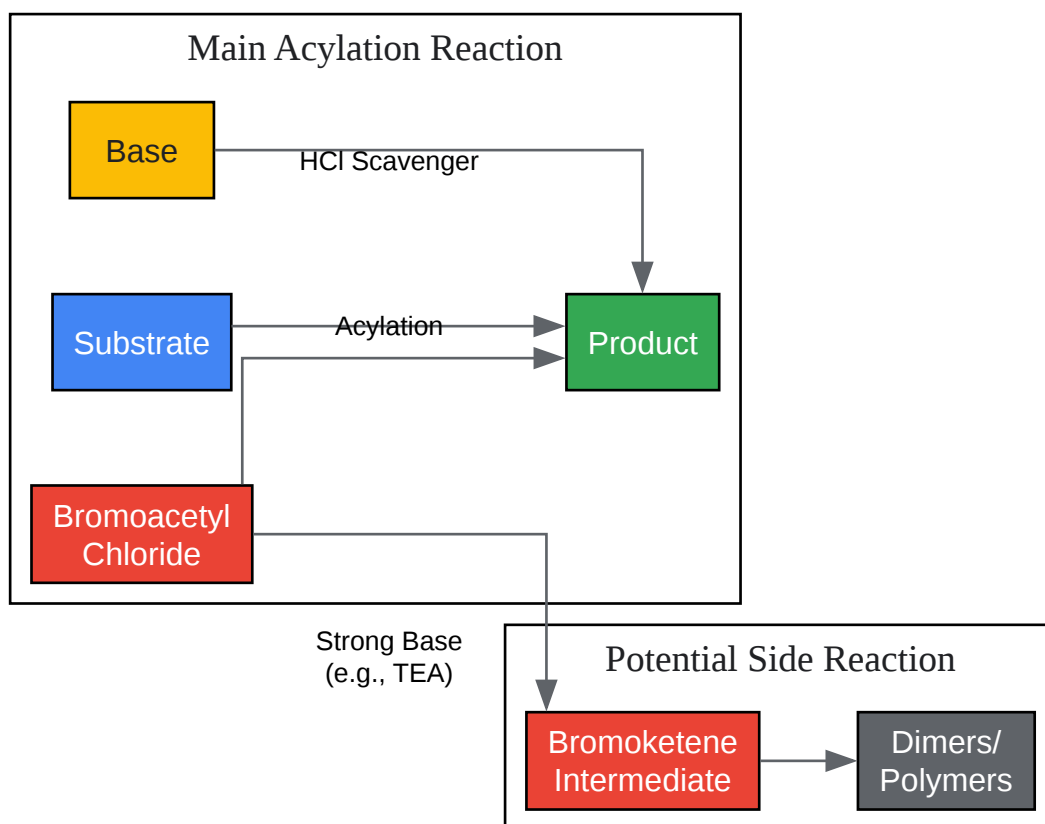 Main Acylation Reaction
Base
HCl Scavenger
Substrate
Acylation
Product
Bromoacetyl
Chloride
Strong Base
(e.g., TEA)
Potential Side Reaction
Bromoketene
Intermediate
Dimers/
Polymers